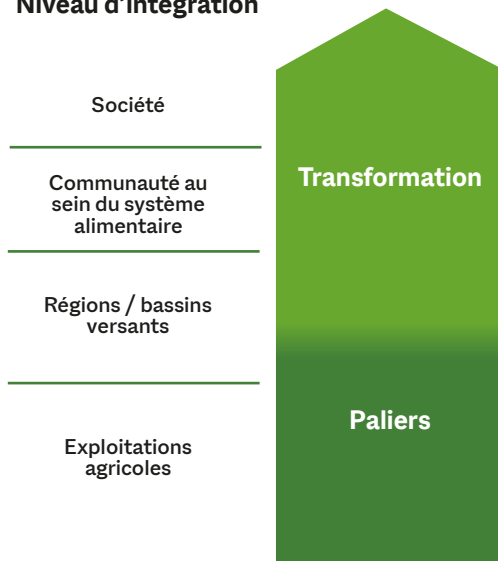 Niveau d'intégration
Société
Communauté au
sein du système
alimentaire
Transformation
Régions / bassins
versants
Paliers
Exploitations
agricoles